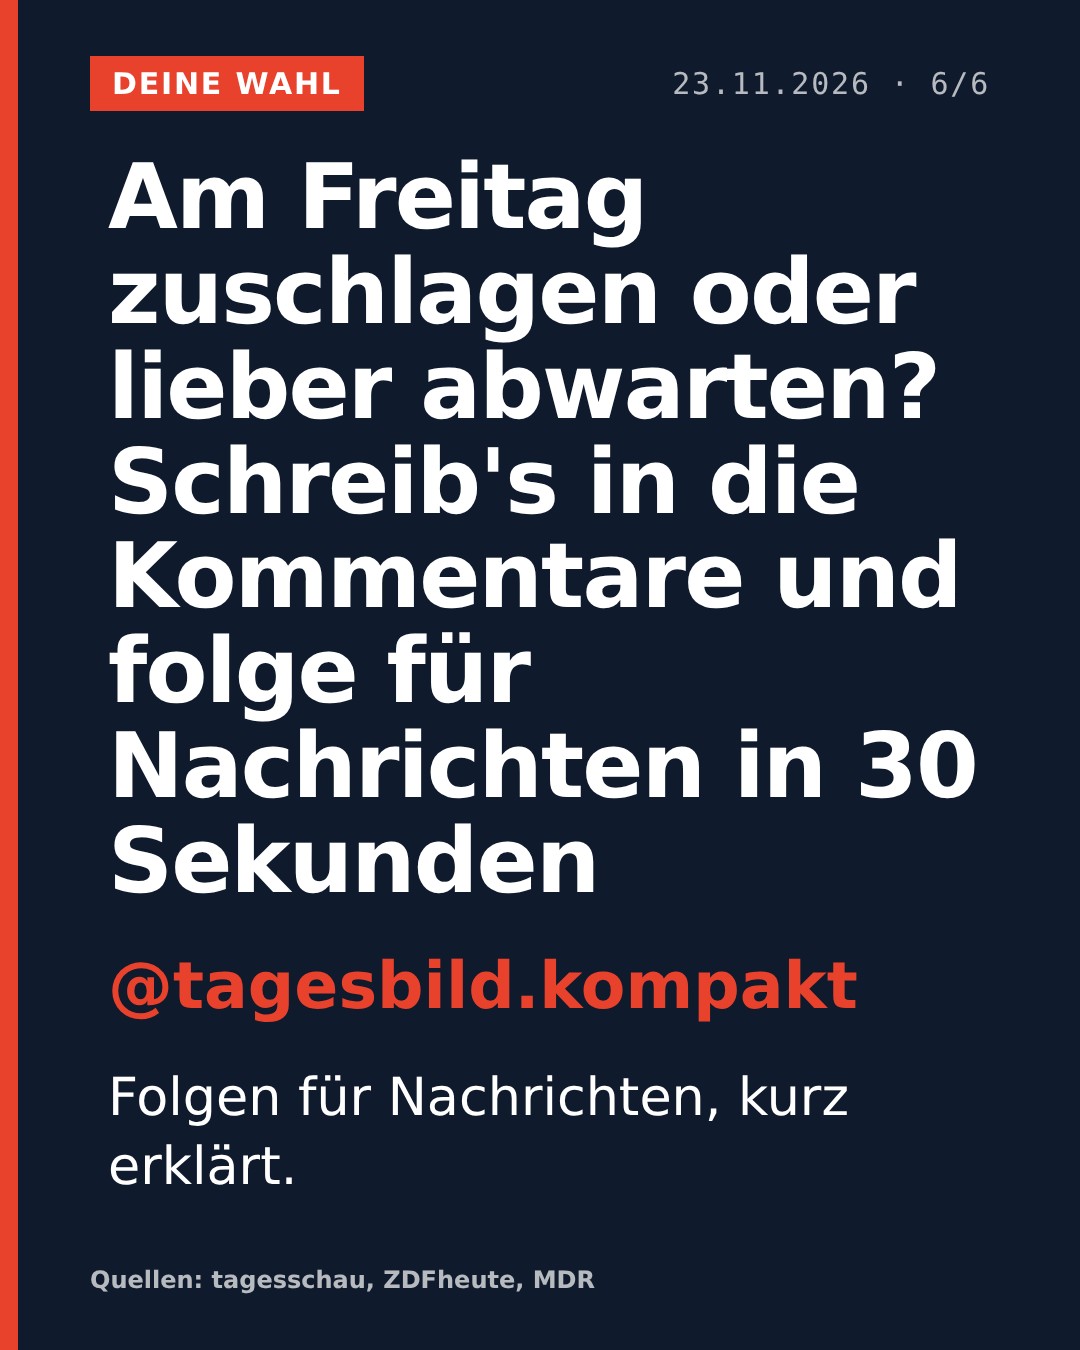 DEINE WAHL
23.11.2026 · 6/6
Am Freitag
zuschlagen oder
lieber abwarten?
Schreib's in die
Kommentare und
folge für
Nachrichten in 30
Sekunden
@tagesbild.kompakt
Folgen für Nachrichten, kurz
erklärt.
Quellen: tagesschau, ZDFheute, MDR